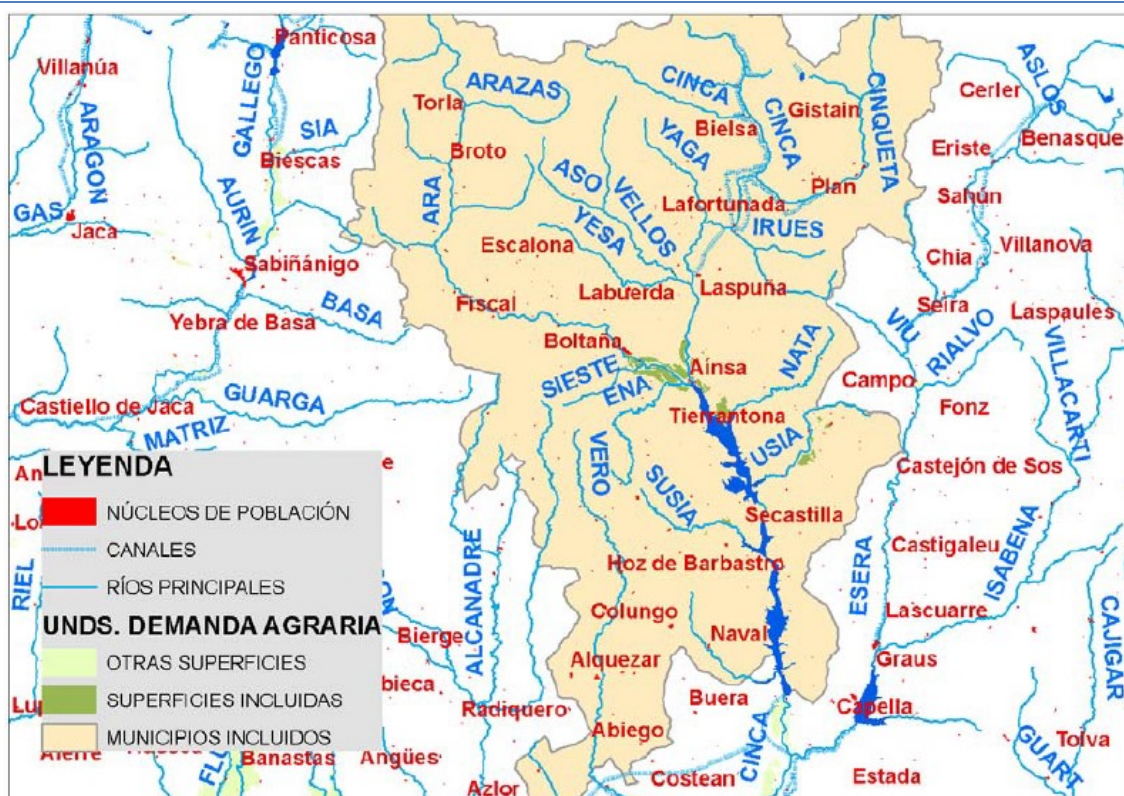 Panticosa
Villanúa
ARAGON
GALLEGO
SIA
Biescas
AURIN
GAS
Jaca
Sabiñánigo
BASA
Yebra de Basa
Castiello de Jaca
GUARGA
MATRIZ
Torla
ARAZAS
Broto
ARA
CINCA
Bielsa
CINCA
Gistain
CINQUETA
YAGA
ASO
VELLOS
Plan
Lafortunada
IRUES
YESA
Escalona
Labuerda
Laspuña
Fiscal
Boltaña
SIESTE
ENA
Aínsa
NATA
Tierrantona
USIA
VERO
SUSIA
Secastilla
Hoz de Barbastro
Colungo
Naval
Alquezar
Buera
Abiego
CINCA
Costean
Cerler
ASLOS
Benasque
Eriste
Sahún
Chia
Villanova
Seira
Laspaules
VIU
RIALVO
VILLACARTI
Campo
Fonz
Castejón de Sos
ESERA
Castigaleu
ISABENA
Lascuarre
CAJIGAR
Graus
Capella
GUART
Tolva
Estada
RIEL
ALCANADRE
Bierge
Radiquero
Banastas
Angües
Azlor
LEYENDA
NÚCLEOS DE POBLACIÓN
CANALES
RÍOS PRINCIPALES
UNDS. DEMANDA AGRARIA
OTRAS SUPERFICIES
SUPERFICIES INCLUIDAS
MUNICIPIOS INCLUIDOS